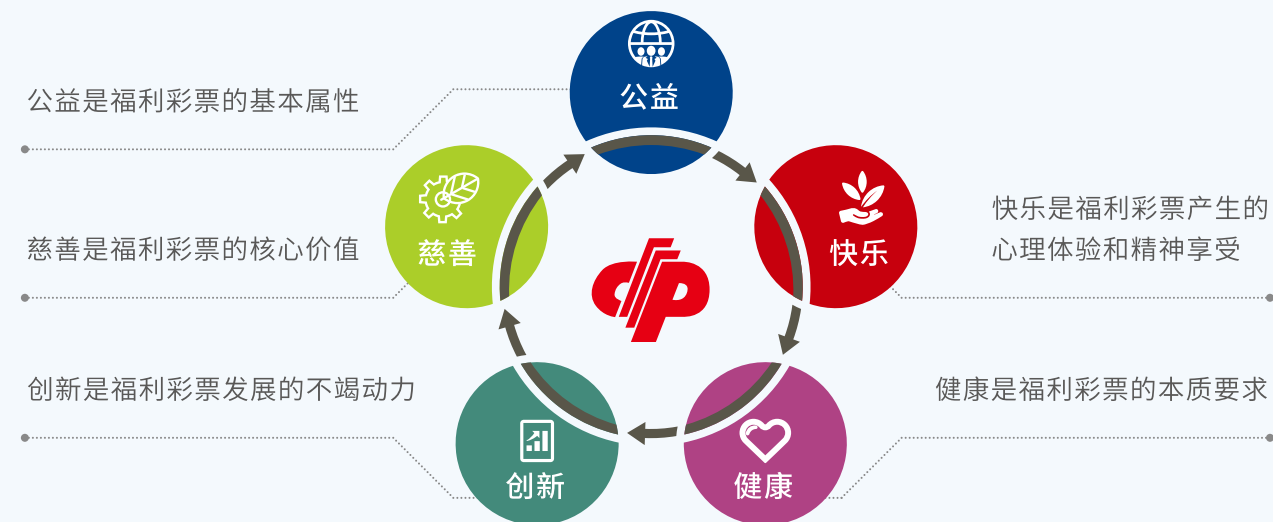 公益
公益是福利彩票的基本属性
慈善
慈善是福利彩票的核心价值
快乐
快乐是福利彩票产生的
心理体验和精神享受
创新
创新是福利彩票发展的不竭动力
健康
健康是福利彩票的本质要求